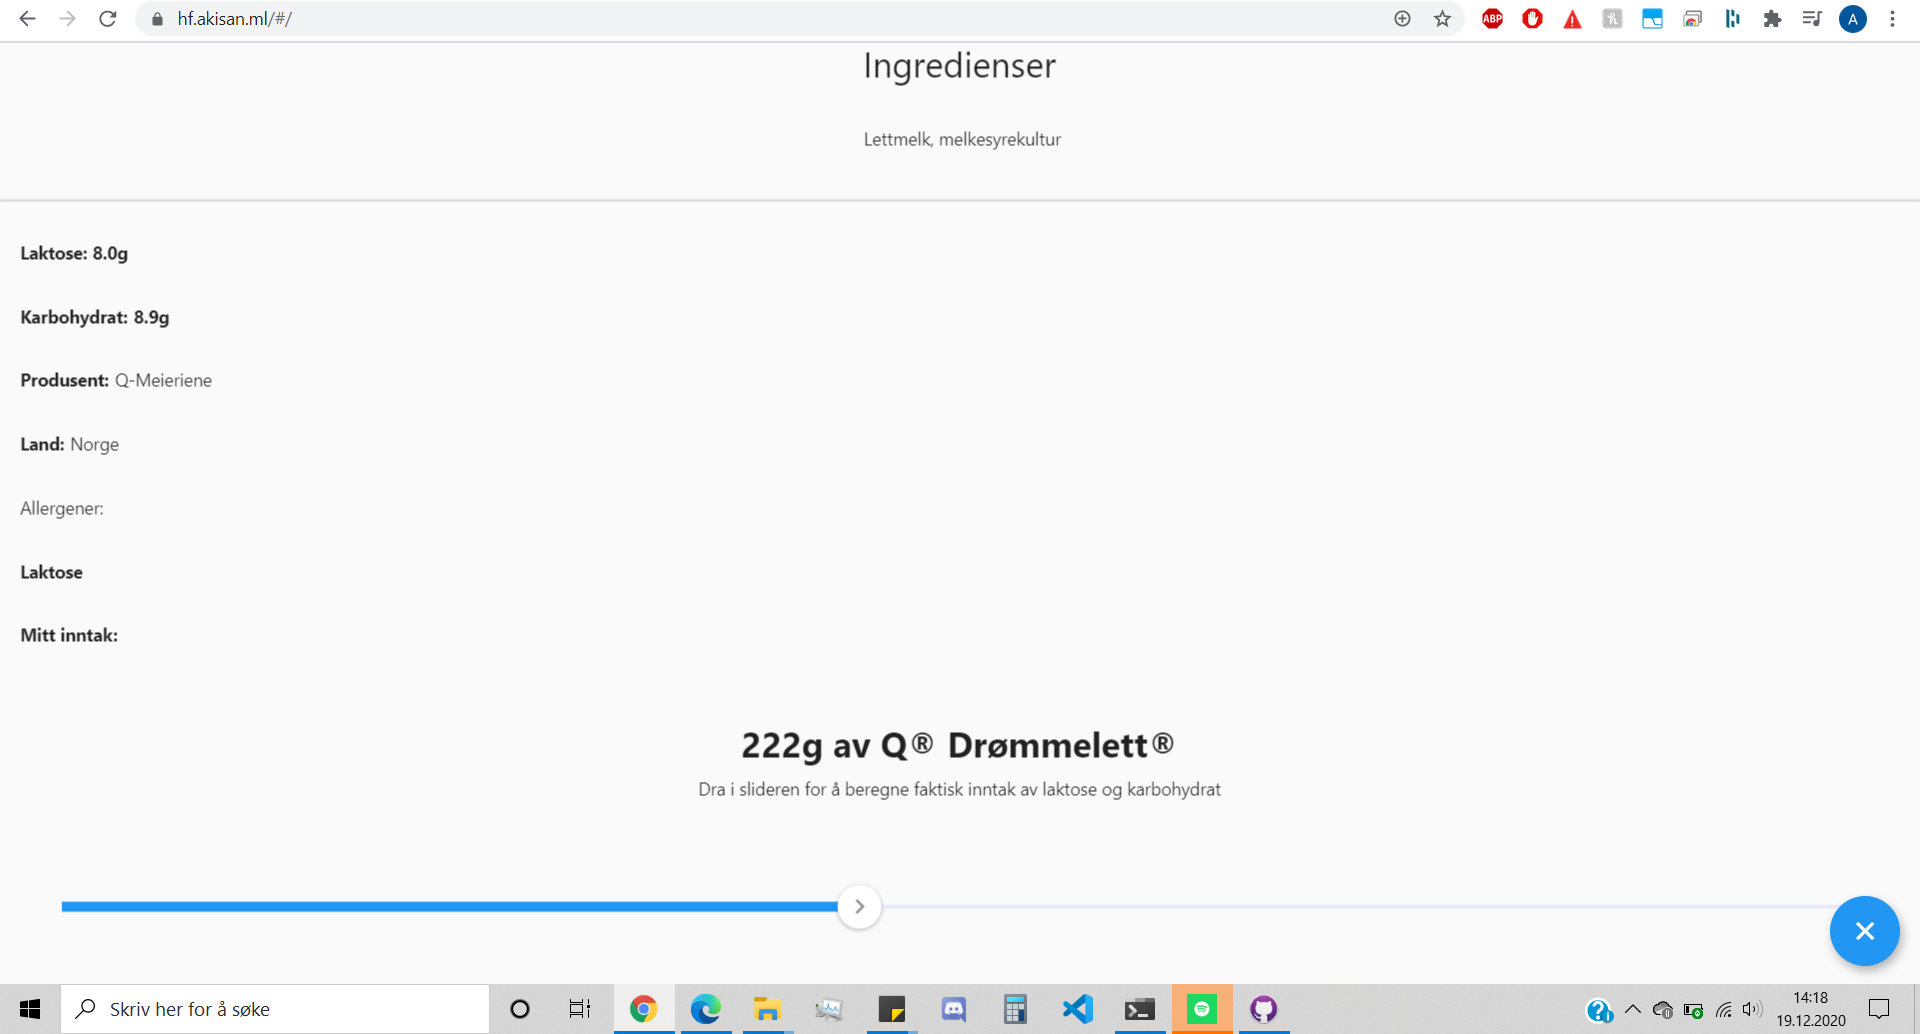 hf.akisan.ml/#/
ABP
A
Ingredienser
Lettmelk, melkesyrekultur
Laktose: 8.0g
Karbohydrat: 8.9g
Produsent: Q-Meieriene
Land: Norge
Allergener:
Laktose
Mitt inntak:
222g av Q® Drømmelett®
Dra i slideren for å beregne faktisk inntak av laktose og karbohydrat
Skriv her for å søke
14:18
19.12.2020